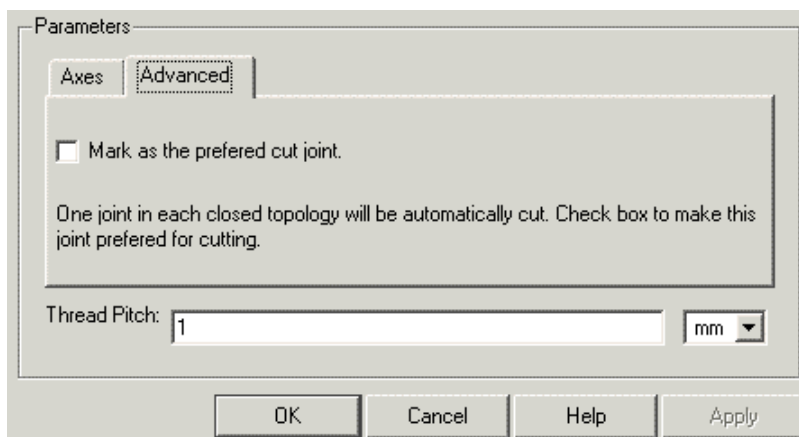 Parameters
Axes Advanced
Mark as the prefered cut joint.
One joint in each closed topology will be automatically cut. Check box to make this
joint prefered for cutting.
Thread Pitch: 1 mm
OK Cancel Help Apply